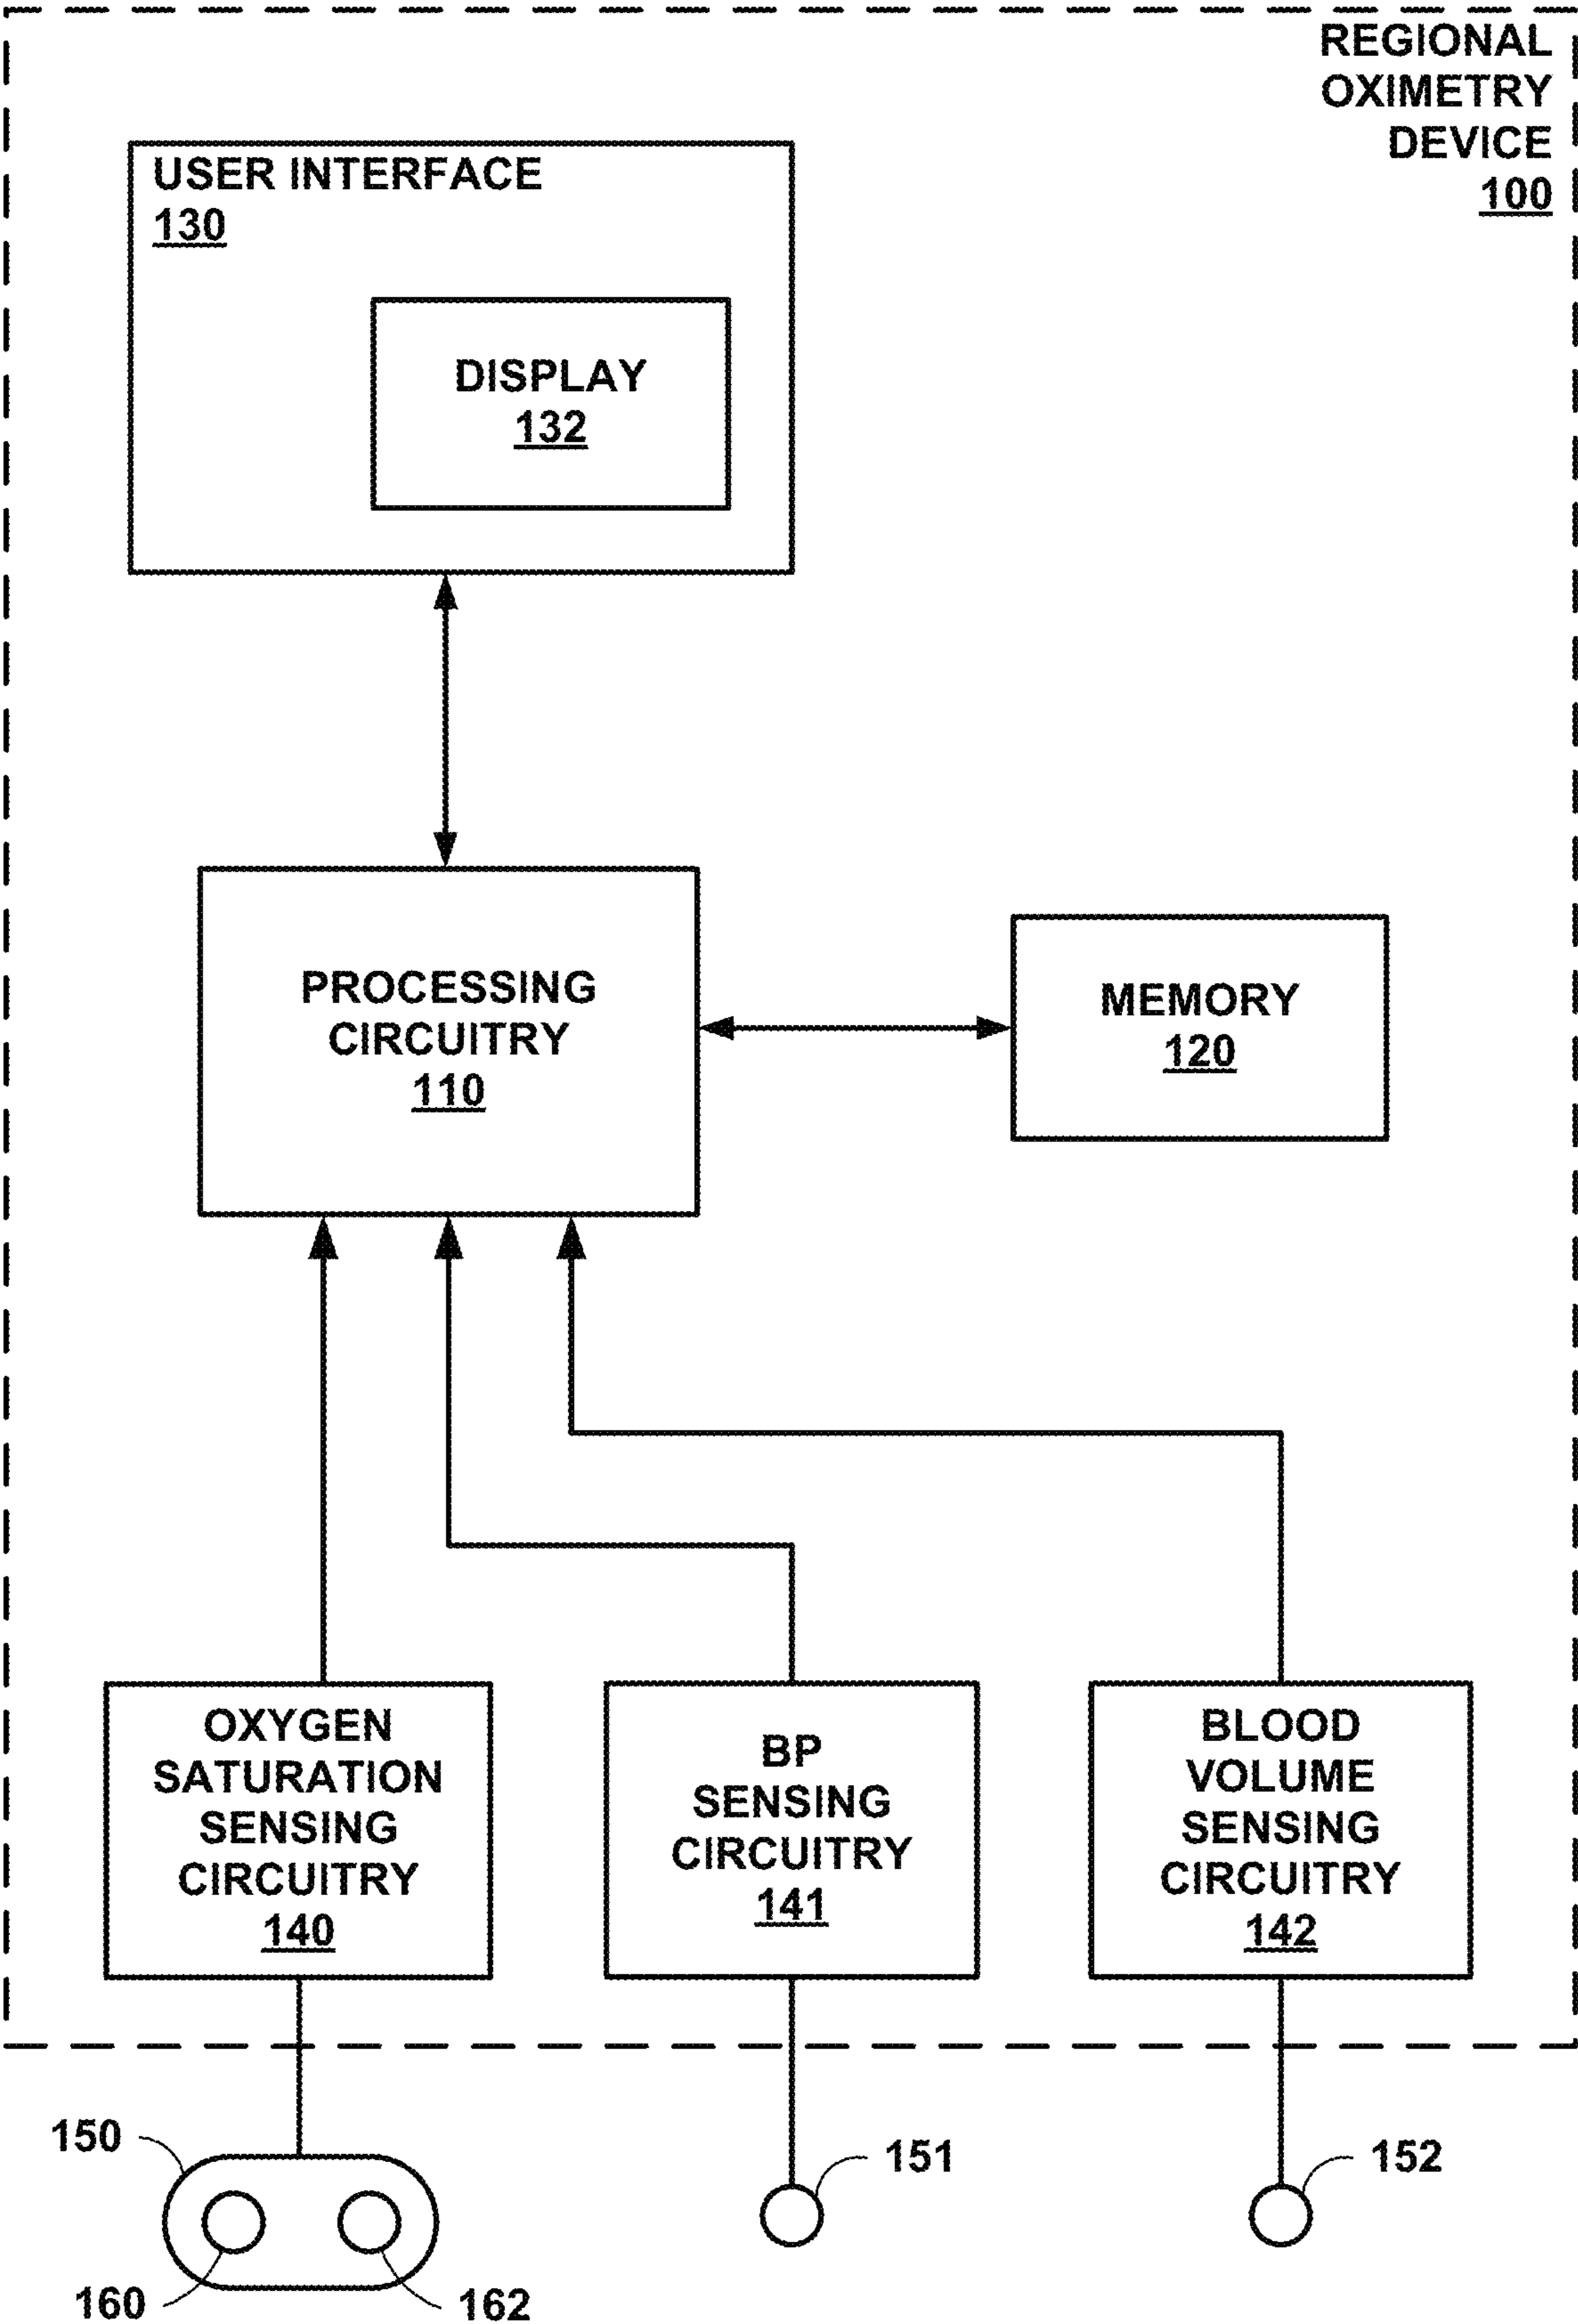 REGIONAL
OXIMETRY
DEVICE
100
USER INTERFACE
130
DISPLAY
132
PROCESSING
CIRCUITRY
110
MEMORY
120
OXYGEN
SATURATION
SENSING
CIRCUITRY
140
BP
SENSING
CIRCUITRY
141
BLOOD
VOLUME
SENSING
CIRCUITRY
142
150
151
152
160
162